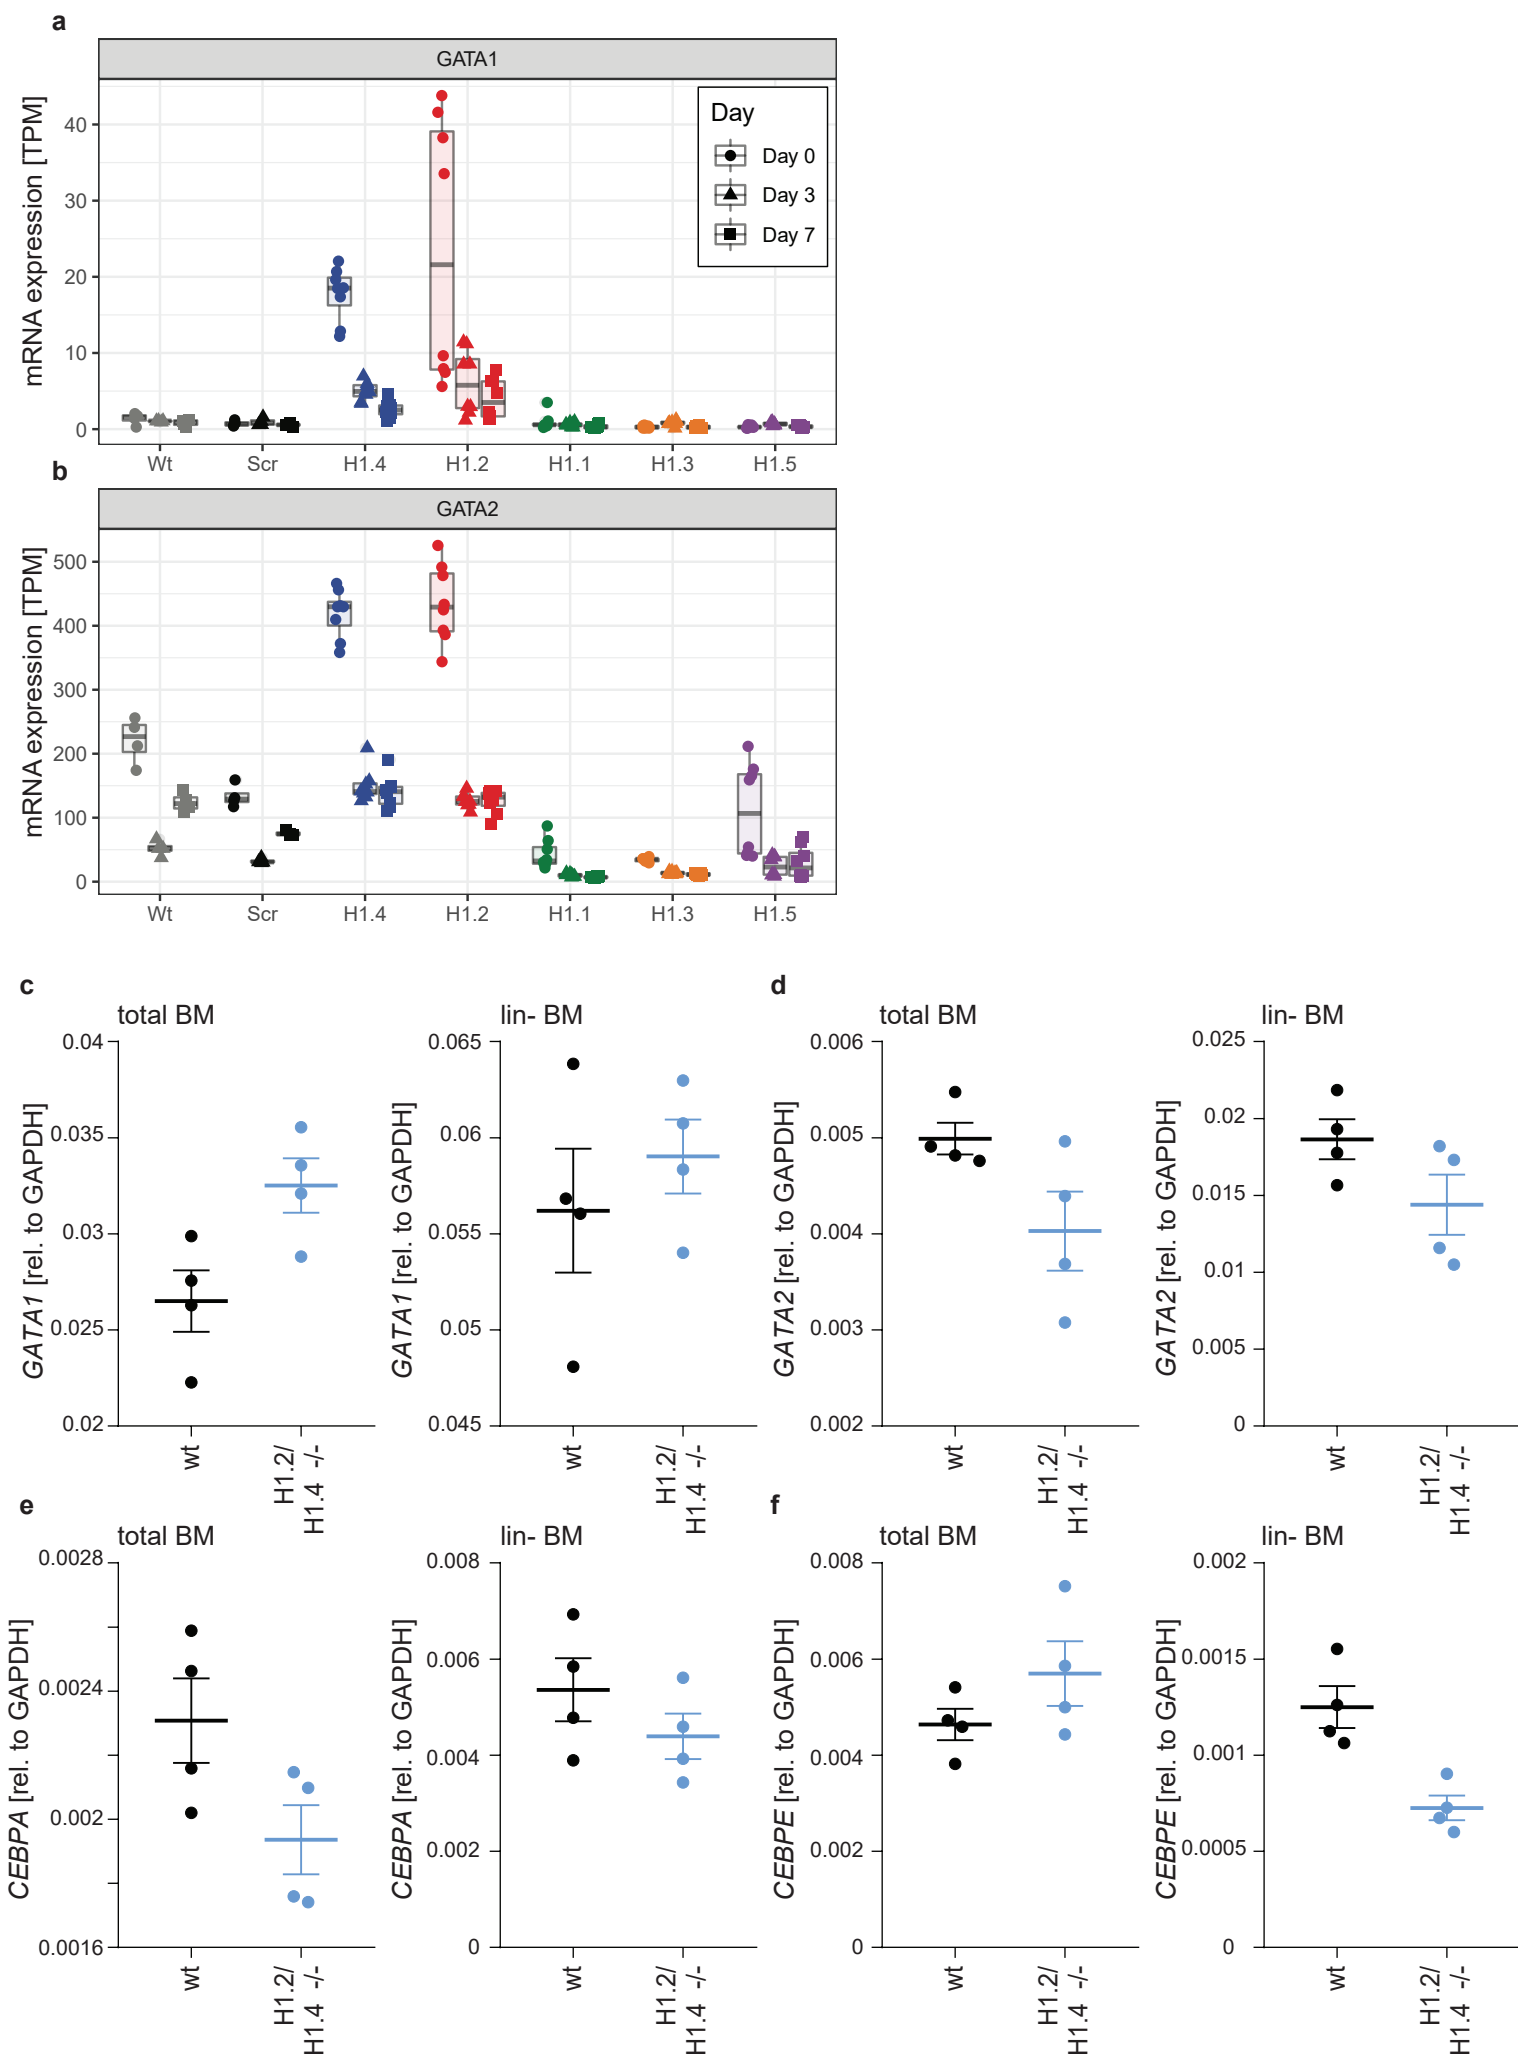 a
GATA1
mRNA expression [TPM]
40
30
20
10
0
Day
Day 0
Day 3
Day 7
Wt Scr H1.4 H1.2 H1.1 H1.3 H1.5
b
GATA2
mRNA expression [TPM]
500
400
300
200
100
0
Wt Scr H1.4 H1.2 H1.1 H1.3 H1.5
c
total BM
GATA1 [rel. to GAPDH]
0.04
0.035
0.03
0.025
0.02
wt
H1.2/
H1.4 -/-
lin- BM
GATA1 [rel. to GAPDH]
0.065
0.06
0.055
0.05
0.045
wt
H1.2/
H1.4 -/-
d
total BM
GATA2 [rel. to GAPDH]
0.006
0.005
0.004
0.003
0.002
wt
H1.2/
H1.4 -/-
lin- BM
GATA2 [rel. to GAPDH]
0.025
0.02
0.015
0.01
0.005
0
wt
H1.2/
H1.4 -/-
e
total BM
CEBPA [rel. to GAPDH]
0.0028
0.0024
0.002
0.0016
wt
H1.2/
H1.4 -/-
lin- BM
CEBPA [rel. to GAPDH]
0.008
0.006
0.004
0.002
0
wt
H1.2/
H1.4 -/-
f
total BM
CEBPE [rel. to GAPDH]
0.008
0.006
0.004
0.002
0
wt
H1.2/
H1.4 -/-
lin- BM
CEBPE [rel. to GAPDH]
0.002
0.0015
0.001
0.0005
0
wt
H1.2/
H1.4 -/-